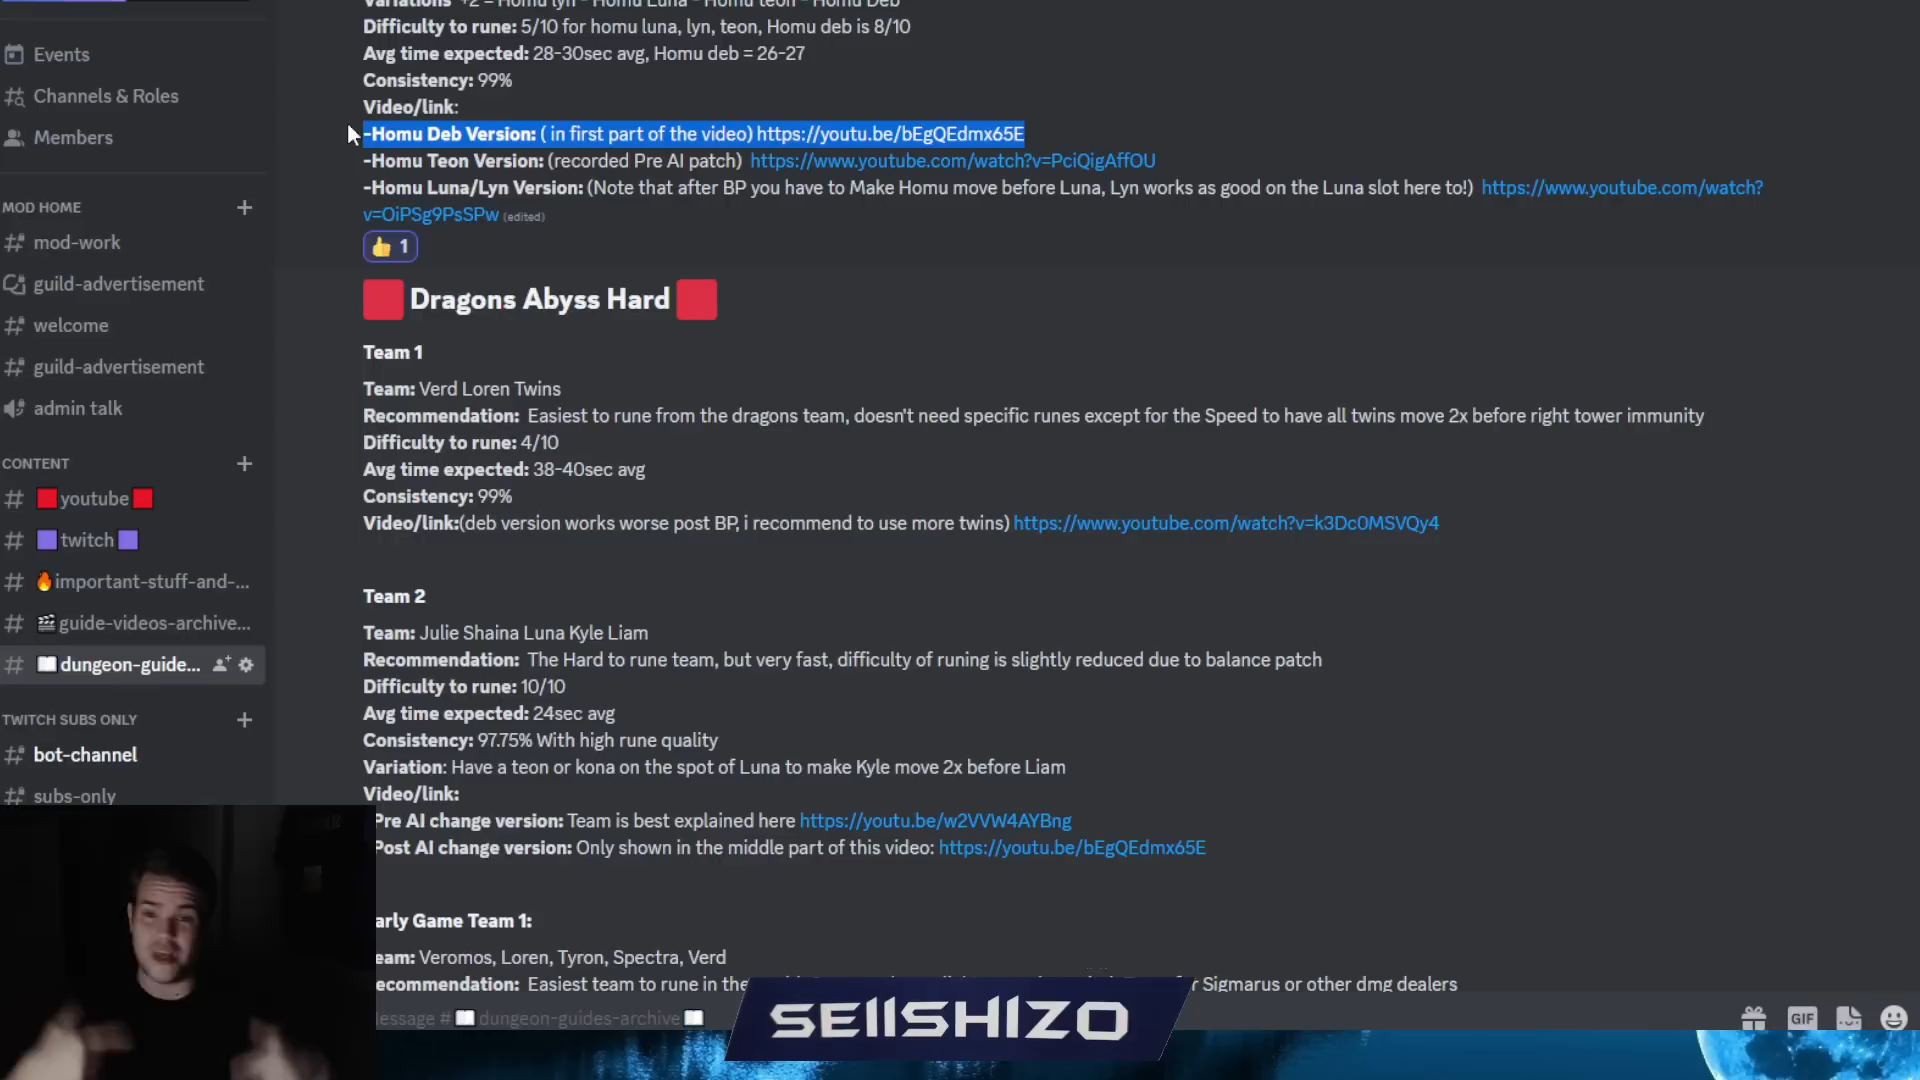 Variations +2 = Homu lyn - Homu Luna - Homu teon - Homu Deb
Difficulty to rune: 5/10 for homu luna, lyn, teon, Homu deb is 8/10
Avg time expected: 28-30sec avg, Homu deb = 26-27
Consistency: 99%
Video/link:
-Homu Deb Version: ( in first part of the video) https://youtu.be/bEgQEdmx65E
-Homu Teon Version: (recorded Pre AI patch) https://www.youtube.com/watch?v=PciQigAffOU
-Homu Luna/Lyn Version: (Note that after BP you have to Make Homu move before Luna, Lyn works as good on the Luna slot here to!) https://www.youtube.com/watch?
v=OiPSg9PsSPw (edited)
👍 1
Dragons Abyss Hard
Team 1
Team: Verd Loren Twins
Recommendation: Easiest to rune from the dragons team, doesn't need specific runes except for the Speed to have all twins move 2x before right tower immunity
Difficulty to rune: 4/10
Avg time expected: 38-40sec avg
Consistency: 99%
Video/link:(deb version works worse post BP, i recommend to use more twins) https://www.youtube.com/watch?v=k3Dc0MSVQy4
Team 2
Team: Julie Shaina Luna Kyle Liam
Recommendation: The Hard to rune team, but very fast, difficulty of runing is slightly reduced due to balance patch
Difficulty to rune: 10/10
Avg time expected: 24sec avg
Consistency: 97.75% With high rune quality
Variation: Have a teon or kona on the spot of Luna to make Kyle move 2x before Liam
Video/link:
Pre AI change version: Team is best explained here https://youtu.be/w2VVW4AYBng
Post AI change version: Only shown in the middle part of this video: https://youtu.be/bEgQEdmx65E
arly Game Team 1:
eam: Veromos, Loren, Tyron, Spectra, Verd
ecommendation: Easiest team to rune in the
r Sigmarus or other dmg dealers
essage # dungeon-guides-archive
GIF
Events
Channels & Roles
Members
MOD HOME
mod-work
guild-advertisement
welcome
guild-advertisement
admin talk
CONTENT
youtube
twitch
important-stuff-and-...
guide-videos-archive...
dungeon-guide...
TWITCH SUBS ONLY
bot-channel
subs-only
SEIISHIZO